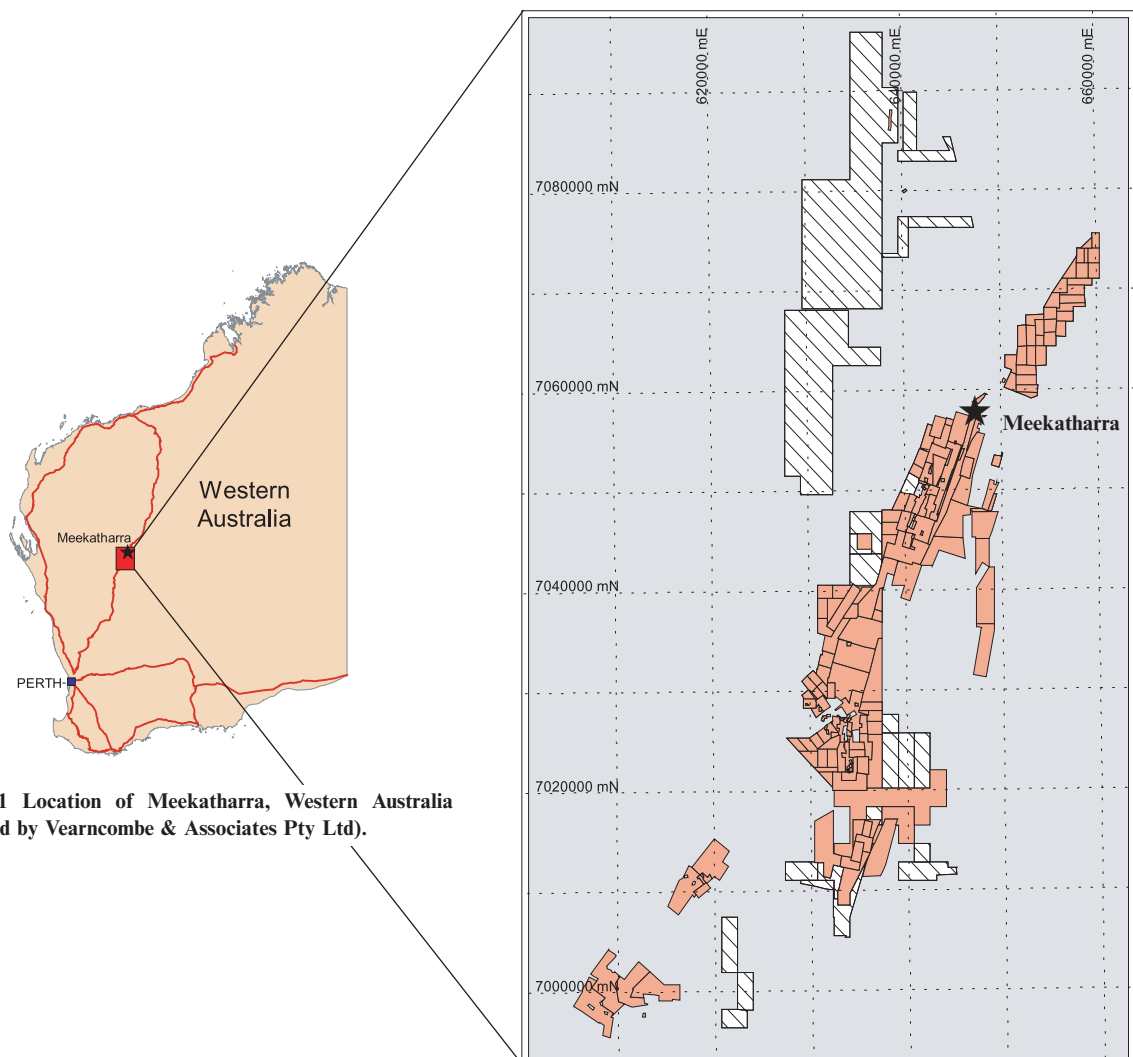 620000 mE
640000 mE
660000 mE
7080000 mN
7060000 mN
Meekatharra
Western
Australia
Meekatharra
7040000 mN
PERTH
7020000 mN
1 Location of Meekatharra, Western Australia
by Vearncombe & Associates Pty Ltd).
7000000 mN